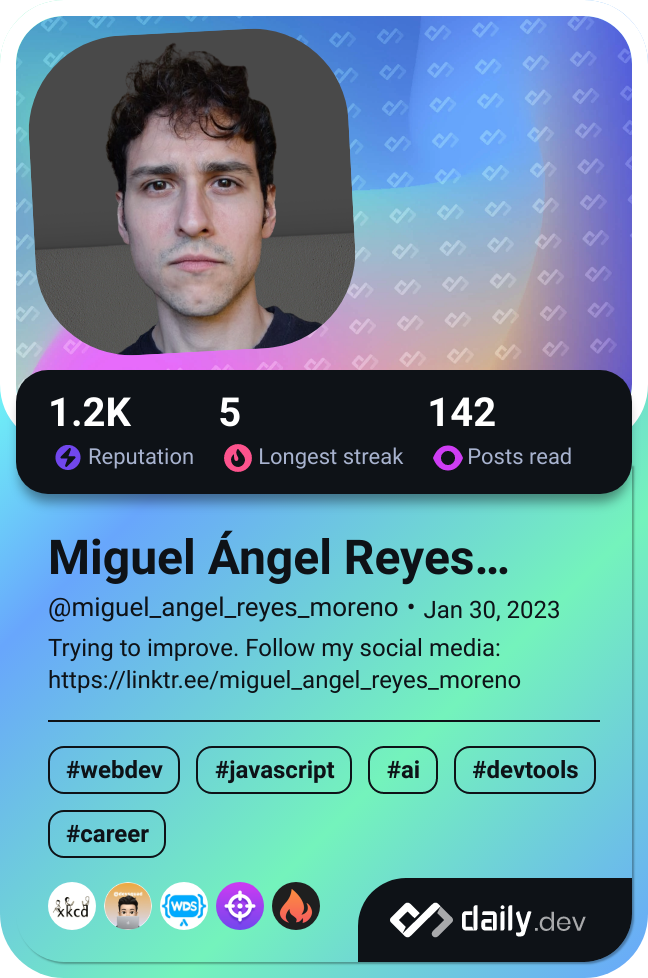 1.2K 5 142
Reputation Longest streak Posts read
Miguel Ángel Reyes…
@miguel_angel_reyes_moreno • Jan 30, 2023
Trying to improve. Follow my social media:
https://linktr.ee/miguel_angel_reyes_moreno
#webdev #javascript #ai #devtools
#career
xkcd {WDS}
daily.dev